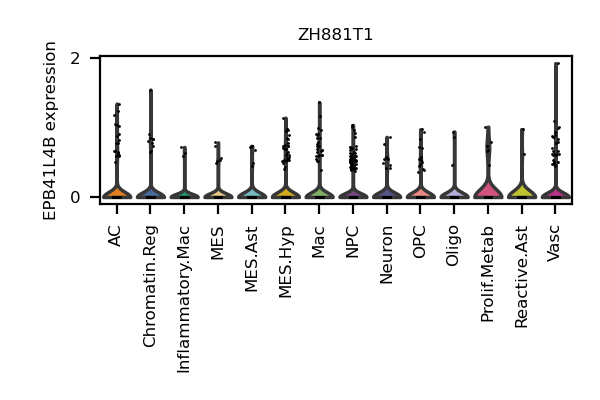 ZH881T1
EPB41L4B expression
2
0
AC
Chromatin.Reg
Inflammatory.Mac
MES
MES.Ast
MES.Hyp
Mac
NPC
Neuron
OPC
Oligo
Prolif.Metab
Reactive.Ast
Vasc